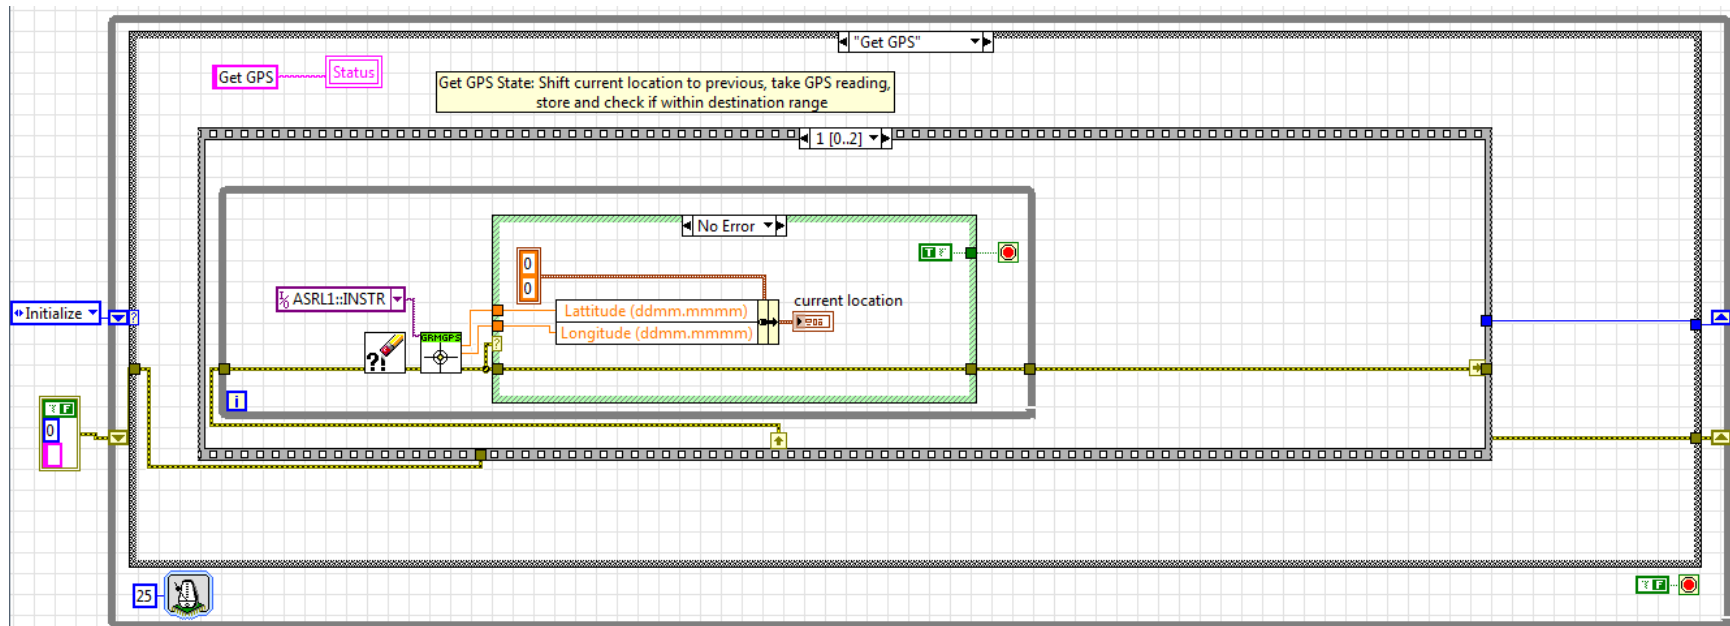 "Get GPS"
Get GPS
Status
Get GPS State: Shift current location to previous, take GPS reading,
store and check if within destination range
1 [0..2]
No Error
T F
0
0
ASRL1::INSTR
current location
Lattitude (ddmm.mmmm)
Longitude (ddmm.mmmm)
Initialize
?
GRMGPS
?!
?
i
T F
0
25
T F